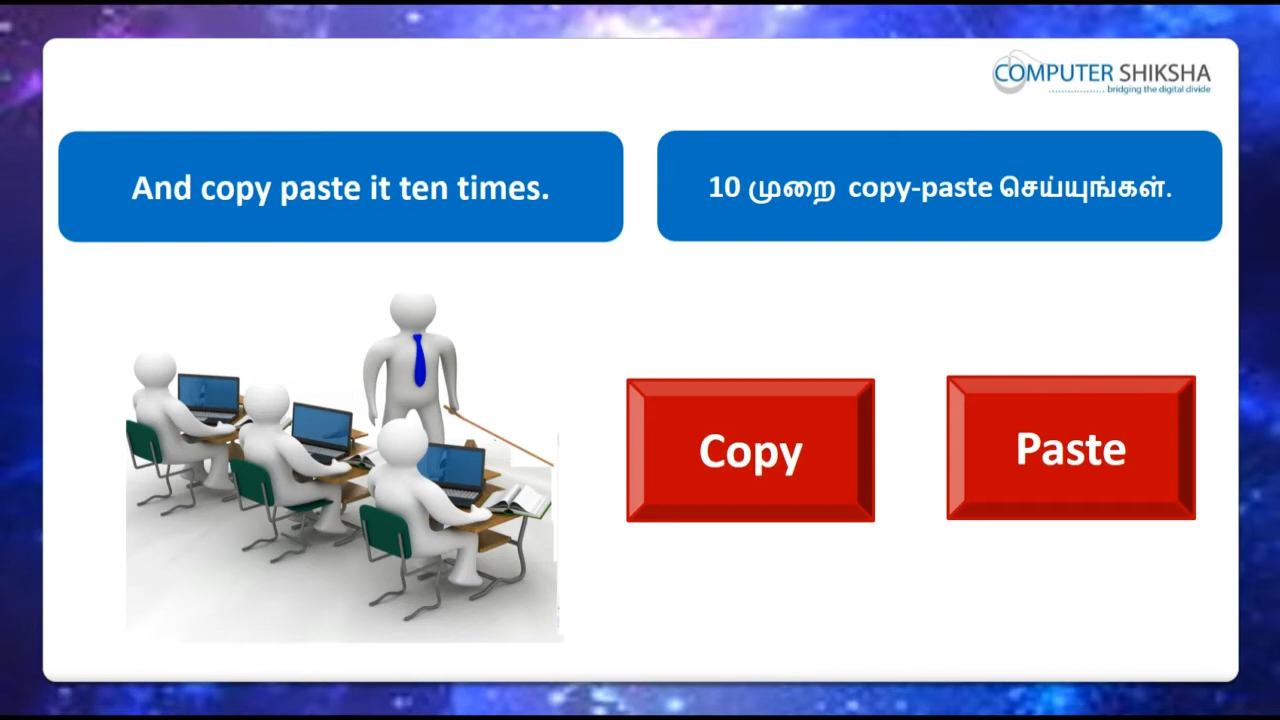 COMPUTER SHIKSHA
bridging the digital divide
And copy paste it ten times.
10 முறை copy-paste செய்யுங்கள்.
Copy
Paste